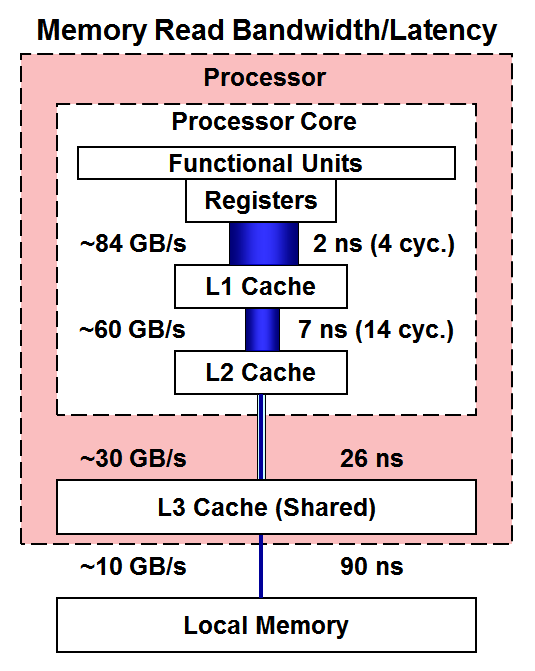 Memory Read Bandwidth/Latency
Processor
Processor Core
Functional Units
Registers
~84 GB/s 2 ns (4 cyc.)
L1 Cache
~60 GB/s 7 ns (14 cyc.)
L2 Cache
~30 GB/s 26 ns
L3 Cache (Shared)
~10 GB/s 90 ns
Local Memory